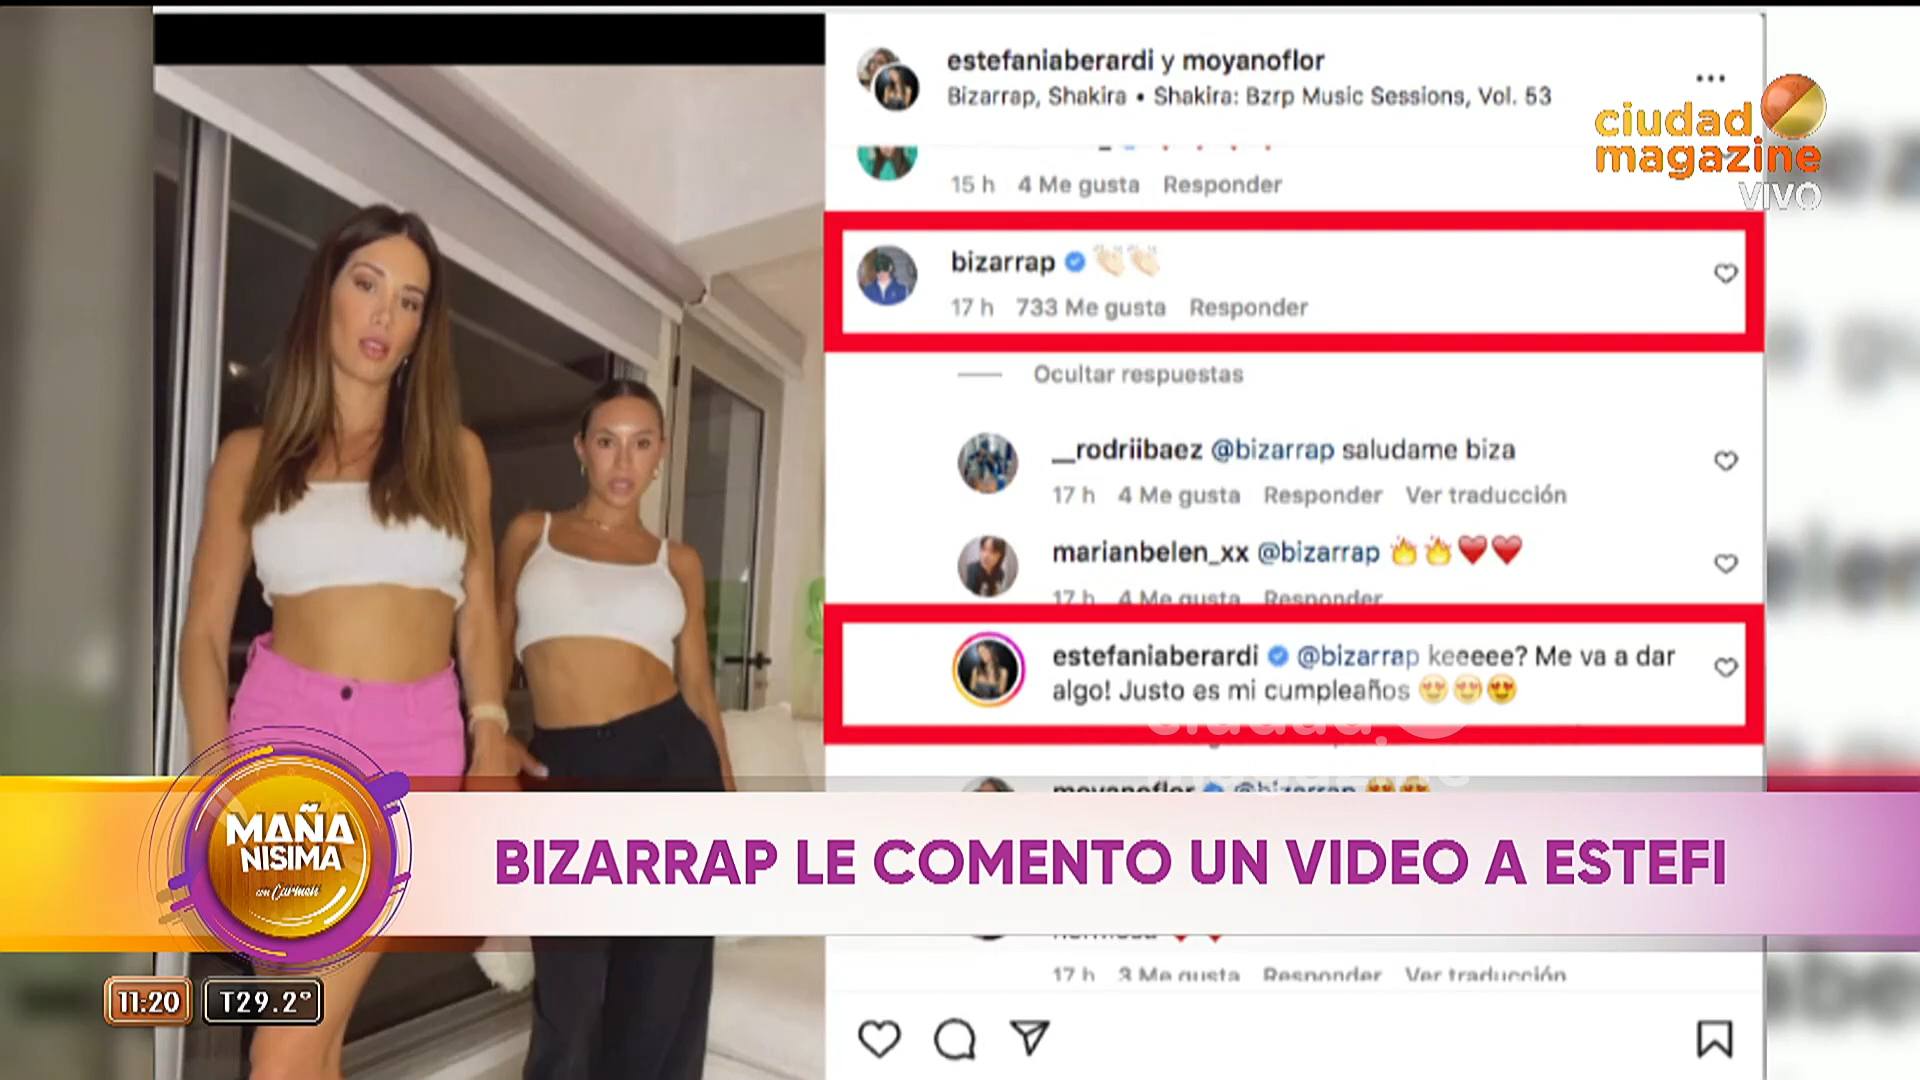 estefaniaberardi y moyanoflor
Bizarrap, Shakira • Shakira: Bzrp Music Sessions, Vol. 53
ciudad
magazine
VIVO
15 h 4 Me gusta Responder
bizarrap 👏🏻👏🏻
17 h 733 Me gusta Responder
Ocultar respuestas
__rodriibaez @bizarrap saludame biza
17 h 4 Me gusta Responder Ver traducción
marianbelen_xx @bizarrap 🔥🔥❤️❤️
17 h 4 Me gusta Responder
estefaniaberardi @bizarrap keeeee? Me va a dar
algo! Justo es mi cumpleaños 😍😍😍
ciudad
magazine
moyanoflor @bizarrap 😍😍
MAÑA
NISIMA
con Carmen
BIZARRAP LE COMENTO UN VIDEO A ESTEFI
17 h 3 Me gusta Responder Ver traducción
11:20 T29.2°